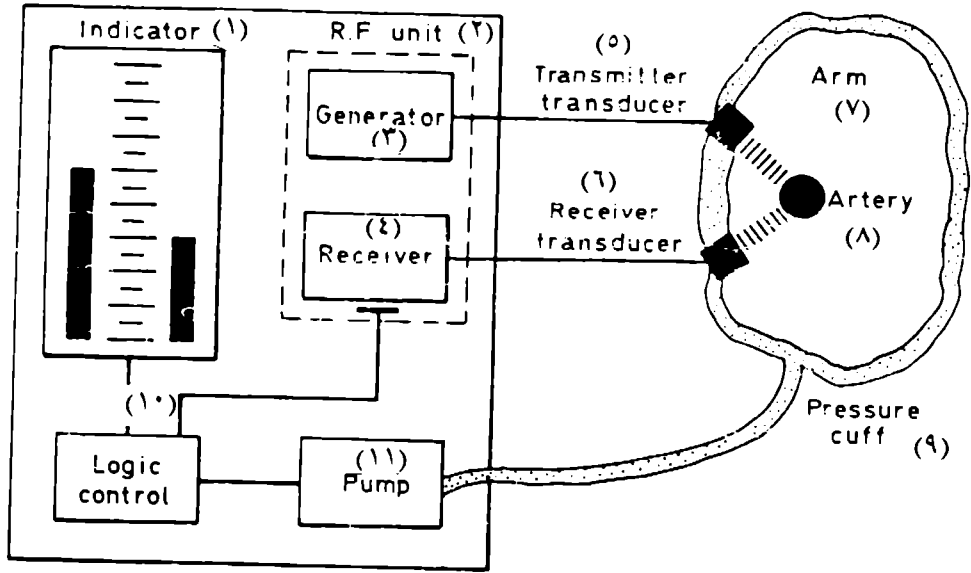 Indicator (١)
R.F unit (٢)
Generator
(٣)
(٤)
Receiver
(٥)
Transmitter
transducer
(٦)
Receiver
transducer
Arm
(٧)
Artery
(٨)
Pressure
cuff (٩)
(١٠)
Logic
control
(١١)
Pump